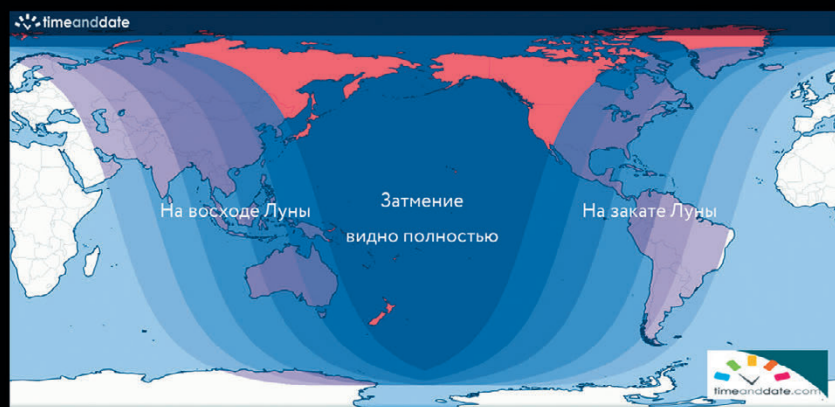 timeanddate
Затмение
На восходе Луны
На закате Луны
видно полностью
timeanddate.com